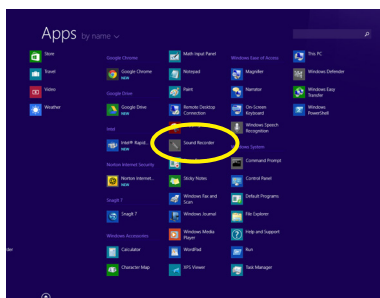 Apps by name
Store
Travel
Video
Weather
der
Google Chrome
Google Chrome
NEW
Google Drive
Google Drive
NEW
Intel
Intel® Rapid...
NEW
Norton Internet Security
Norton Internet...
NEW
SnagIt 7
SnagIt 7
Windows Accessories
Calculator
Character Map
Math Input Panel
Notepad
Paint
Remote Desktop
Connection
Sound Recorder
Sticky Notes
Windows Fax and
Scan
Windows Journal
Windows Media
Player
WordPad
XPS Viewer
Windows Ease of Access
Magnifier
Narrator
On-Screen
Keyboard
Windows Speech
Recognition
Windows System
Command Prompt
Control Panel
Default Programs
File Explorer
Help and Support
Run
Task Manager
This PC
Windows Defender
Windows Easy
Transfer
Windows
PowerShell